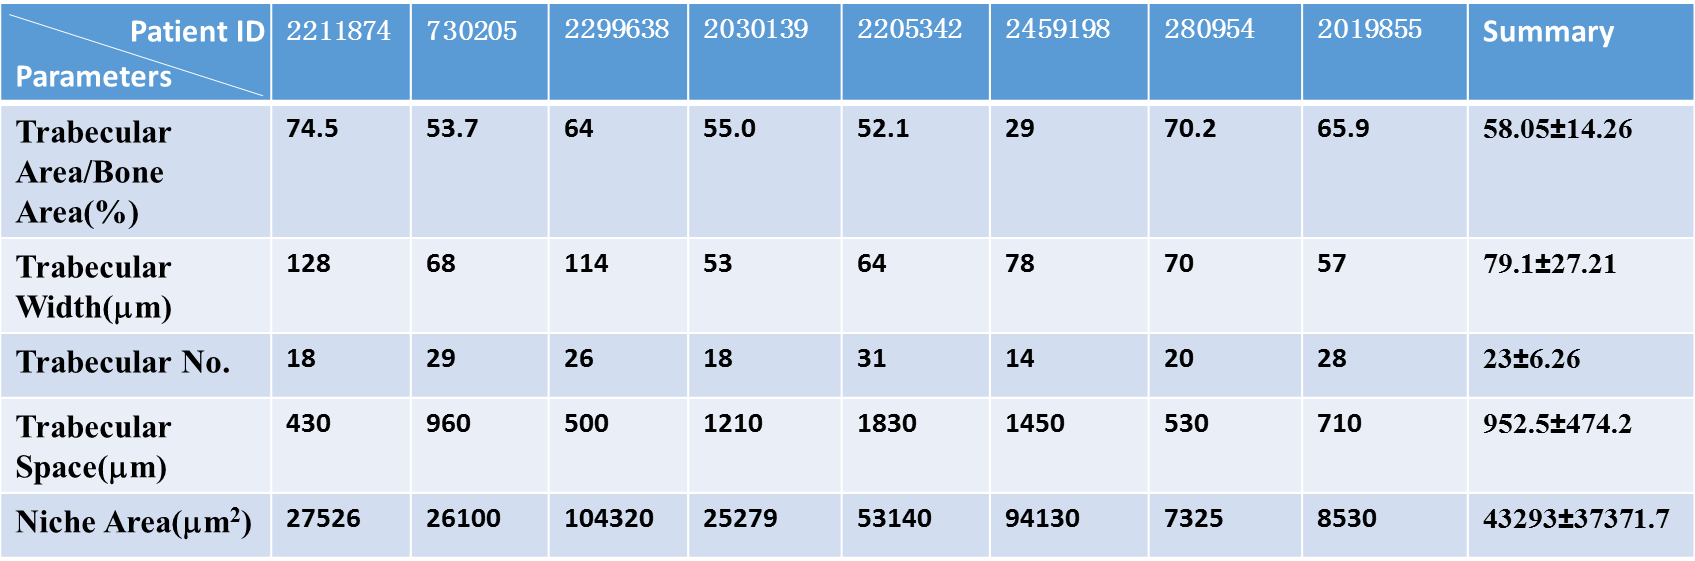 Patient ID 2211874 730205 2299638 2030139 2205342 2459198 280954 2019855 Summary
Parameters
Trabecular 74.5 53.7 64 55.0 52.1 29 70.2 65.9 58.05±14.26
Area/Bone
Area(%)
Trabecular 128 68 114 53 64 78 70 57 79.1±27.21
Width(μm)
Trabecular No. 18 29 26 18 31 14 20 28 23±6.26
Trabecular 430 960 500 1210 1830 1450 530 710 952.5±474.2
Space(μm)
Niche Area(μm²) 27526 26100 104320 25279 53140 94130 7325 8530 43293±37371.7